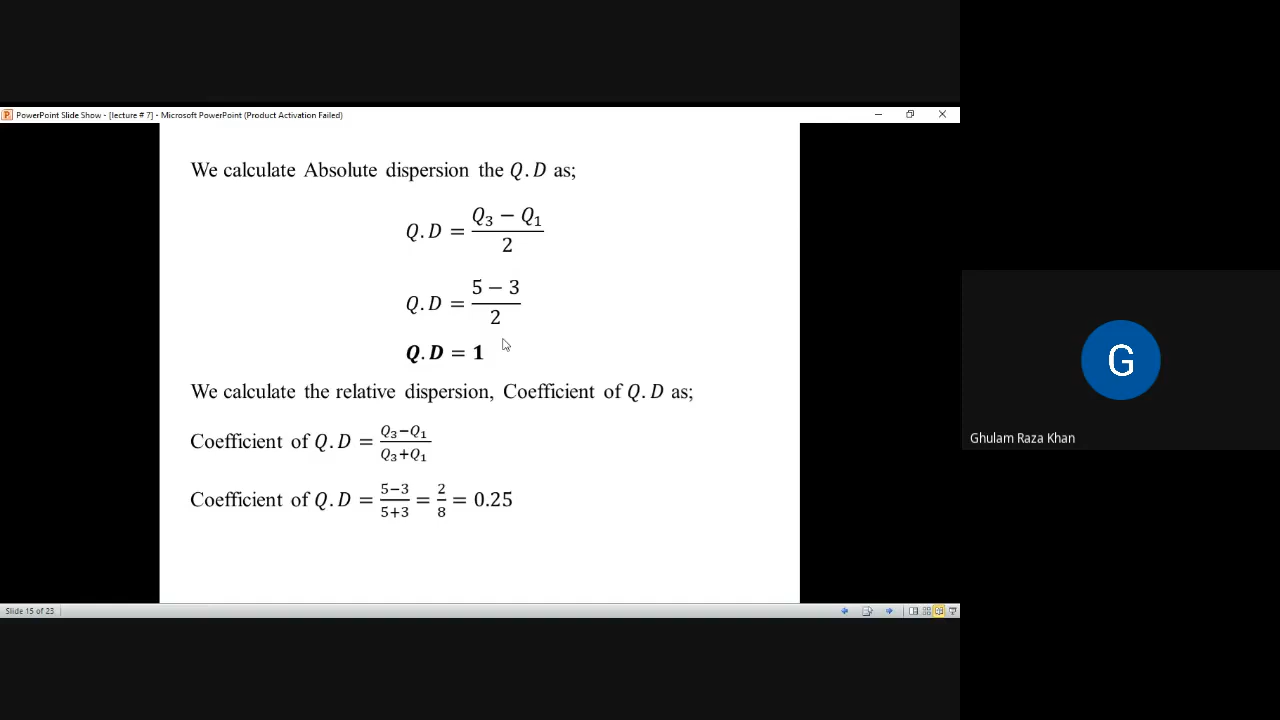 PowerPoint Slide Show - [lecture # 7] - Microsoft PowerPoint (Product Activation Failed)
We calculate Absolute dispersion the Q.D as;
Q.D = (Q₃ − Q₁)/2
Q.D = (5 − 3)/2
Q.D = 1
We calculate the relative dispersion, Coefficient of Q.D as;
Coefficient of Q.D = (Q₃−Q₁)/(Q₃+Q₁)
Coefficient of Q.D = (5−3)/(5+3) = 2/8 = 0.25
Slide 15 of 23
G
Ghulam Raza Khan